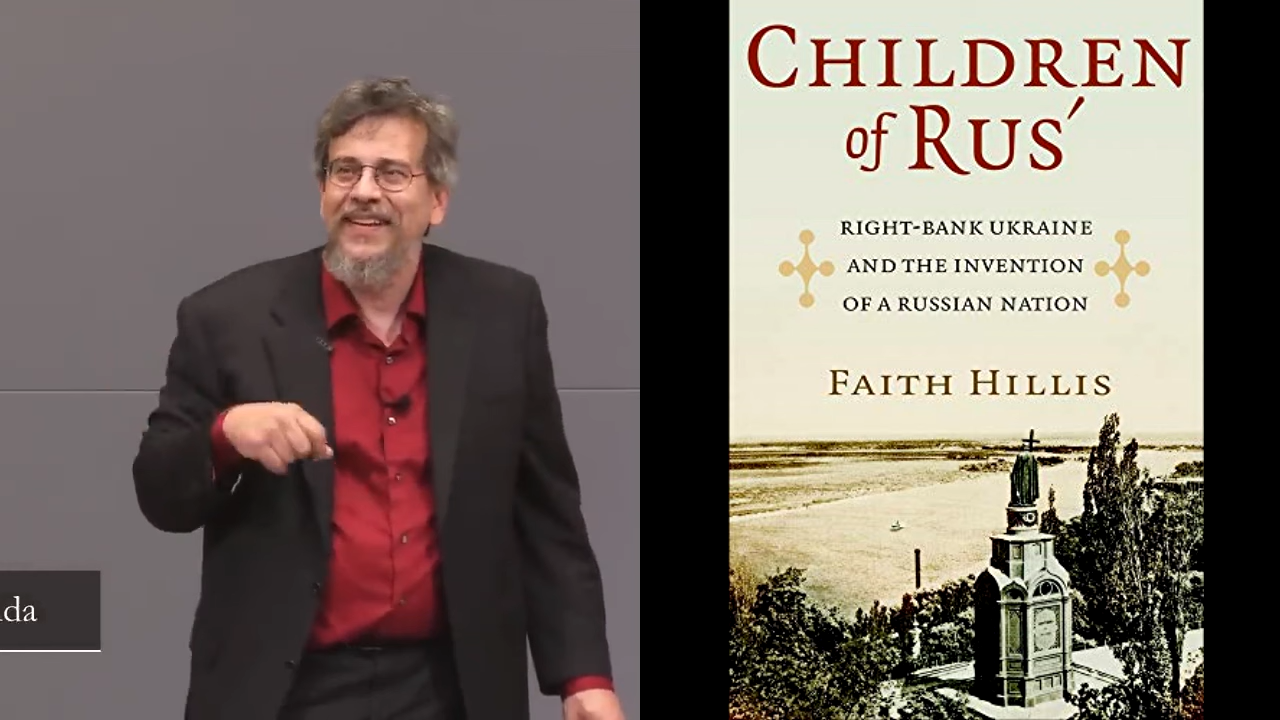 da
CHILDREN
of RUS´
RIGHT-BANK UKRAINE
AND THE INVENTION
OF A RUSSIAN NATION
FAITH HILLIS